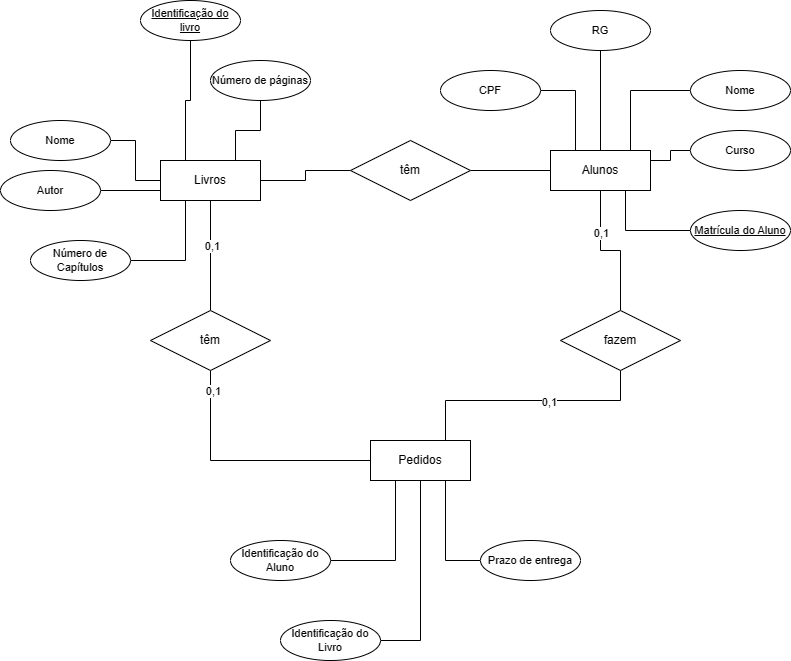 Identificação do
livro
RG
Número de páginas
CPF
Nome
Nome
Curso
Autor
Livros
têm
Alunos
Matrícula do Aluno
0,1
0,1
Número de
Capítulos
têm
fazem
0,1
0,1
Pedidos
Identificação do
Aluno
Prazo de entrega
Identificação do
Livro